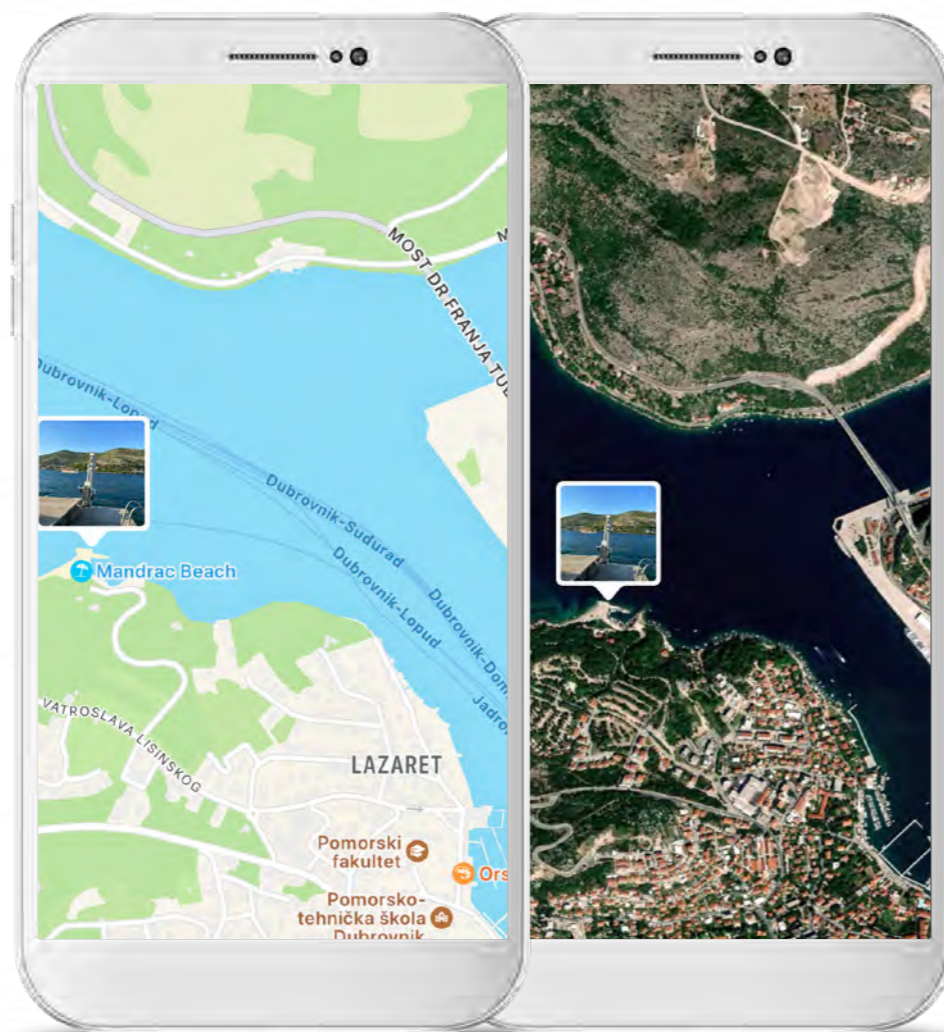 MOST DR FRANJA TUĐ
Dubrovnik-Lopud
Dubrovnik-Sudurad
Mandrac Beach
Dubrovnik-Lopud
Dubrovnik-Dom
Jadro
VATROSLAVA LISINSKOG
LAZARET
Pomorski
fakultet
Ors
Pomorsko-
tehnička škola
Dubrovnik